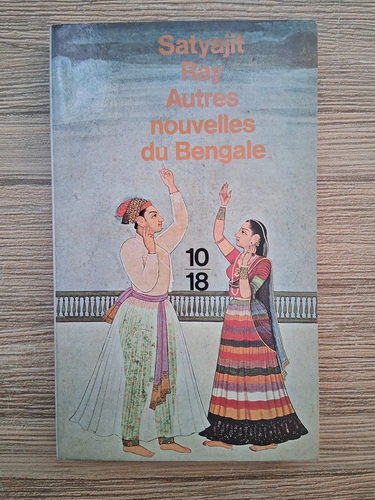 Satyajit
Ray
Autres
nouvelles
du Bengale
10
18